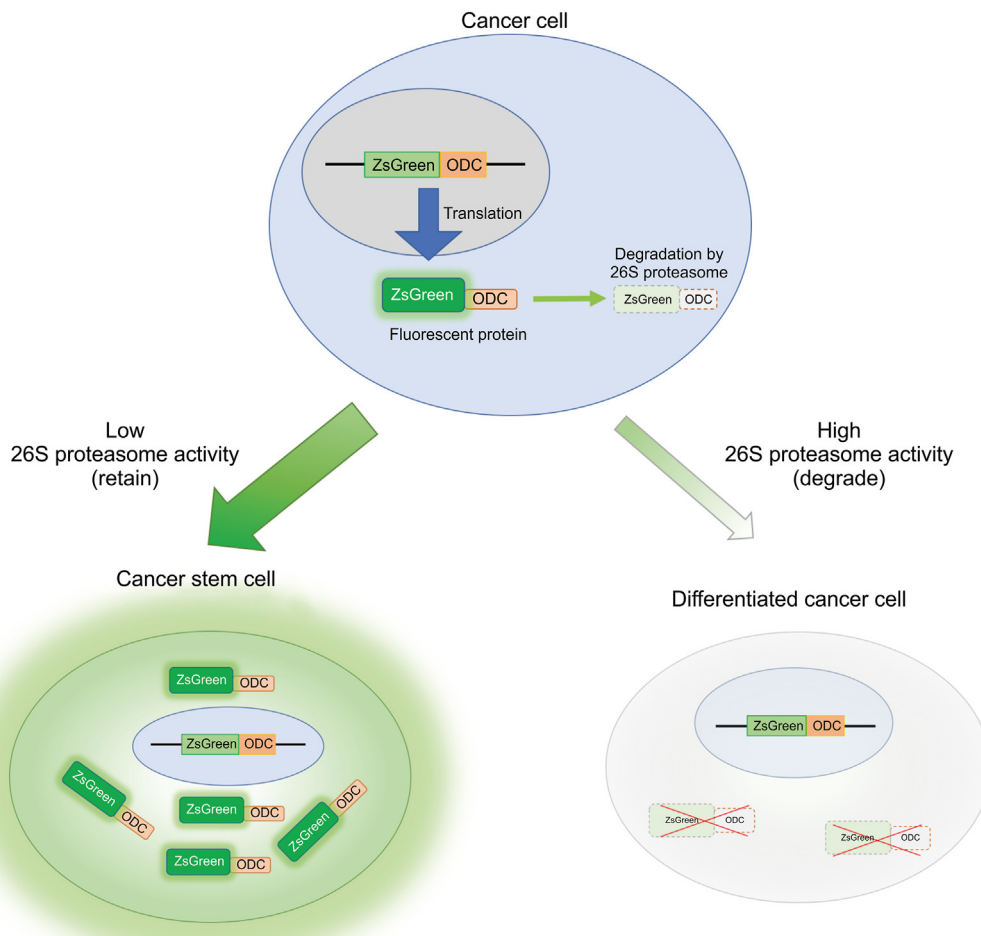 Cancer cell
ZsGreen ODC
Translation
Degradation by
26S proteasome
ZsGreen ODC
ZsGreen ODC
Fluorescent protein
Low
26S proteasome activity
(retain)
High
26S proteasome activity
(degrade)
Cancer stem cell
Differentiated cancer cell
ZsGreen ODC
ZsGreen ODC
ZsGreen ODC
ZsGreen ODC
ZsGreen ODC
ZsGreen ODC
ZsGreen ODC
ZsGreen ODC
ZsGreen ODC